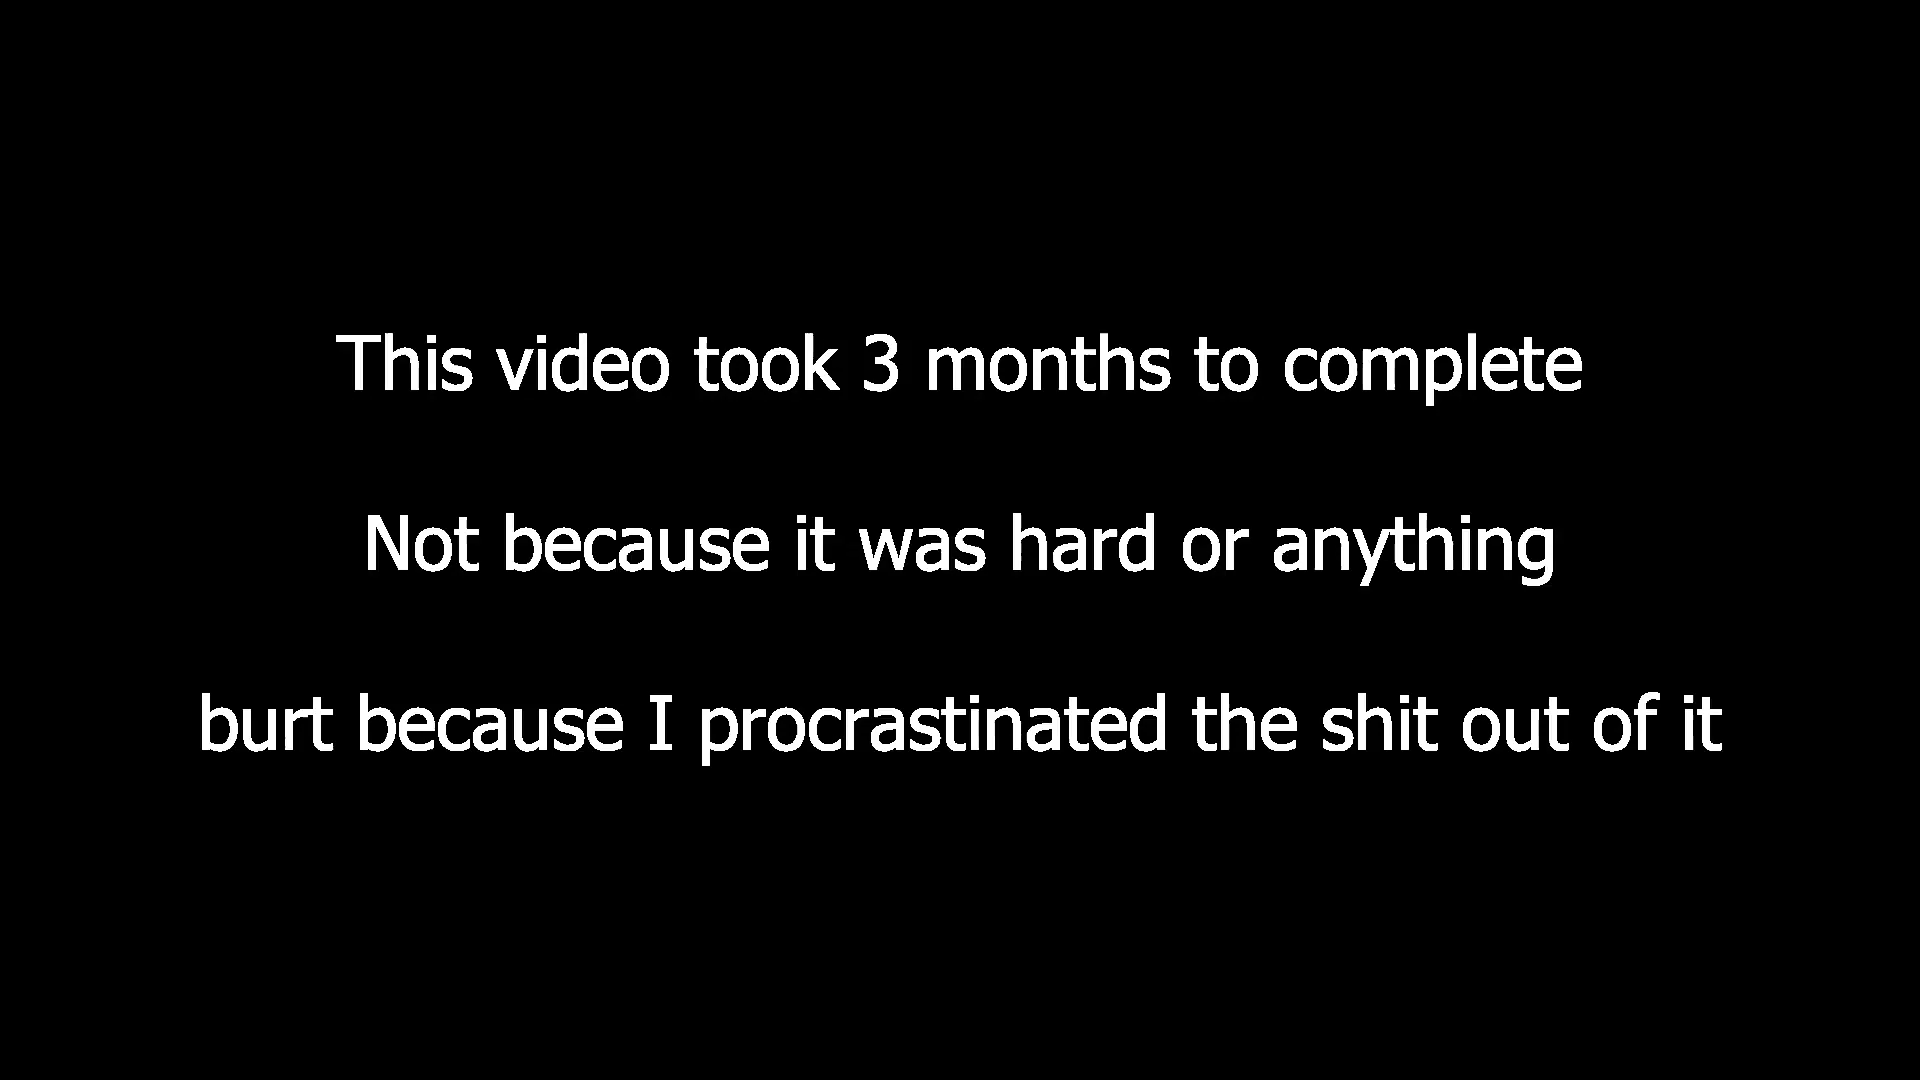 This video took 3 months to complete
Not because it was hard or anything
burt because I procrastinated the shit out of it